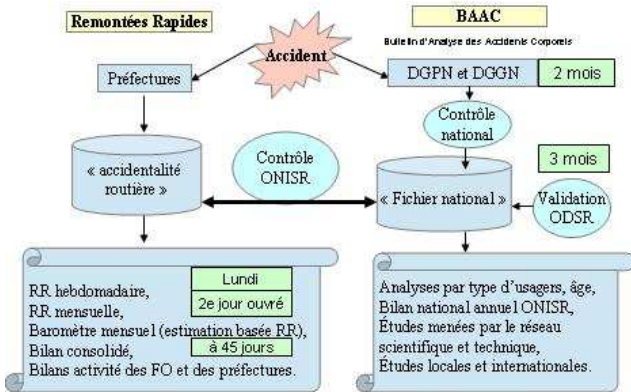 Remontées Rapides
BAAC
Bulletin d'Analyse des Accidents Corporels
Accident
Préfectures
DGPN et DGGN
2 mois
Contrôle
national
« accidentalité
routière »
Contrôle
ONISR
3 mois
« Fichier national »
Validation
ODSR
Lundi
RR hebdomadaire,
2e jour ouvré
RR mensuelle,
Baromètre mensuel (estimation basée RR),
Bilan consolidé,
à 45 jours
Bilans activité des FO et des préfectures.
Analyses par type d'usagers, âge,
Bilan national annuel ONISR,
Études menées par le réseau
scientifique et technique,
Études locales et internationales.